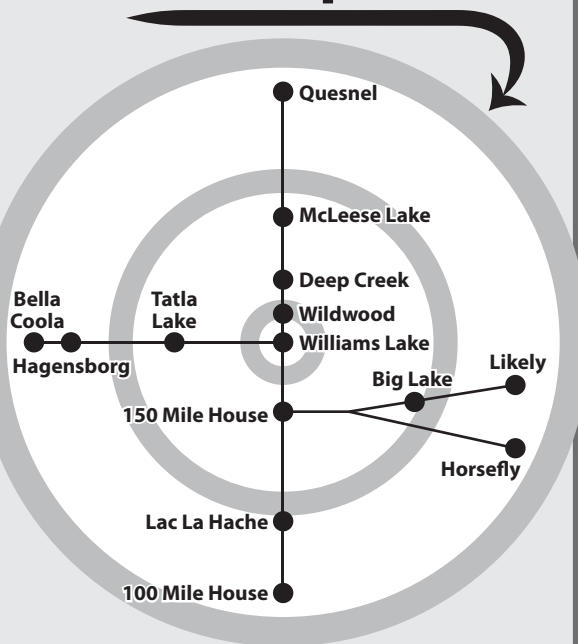 Quesnel
McLeese Lake
Deep Creek
Wildwood
Bella
Coola
Tatla
Lake
Williams Lake
Hagensborg
Likely
Big Lake
150 Mile House
Horsefly
Lac La Hache
100 Mile House